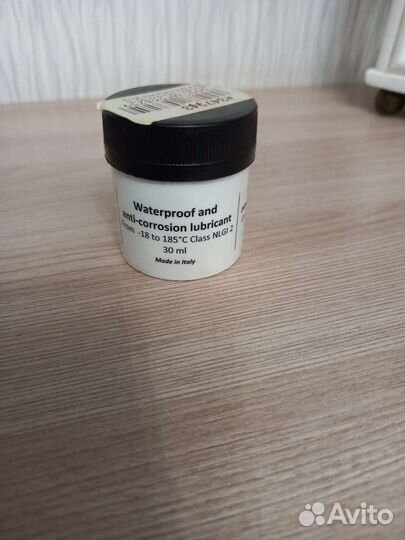 Waterproof and
anti-corrosion lubricant
From -18 to 185°C Class NLGI 2
30 ml
Made in Italy
Avito